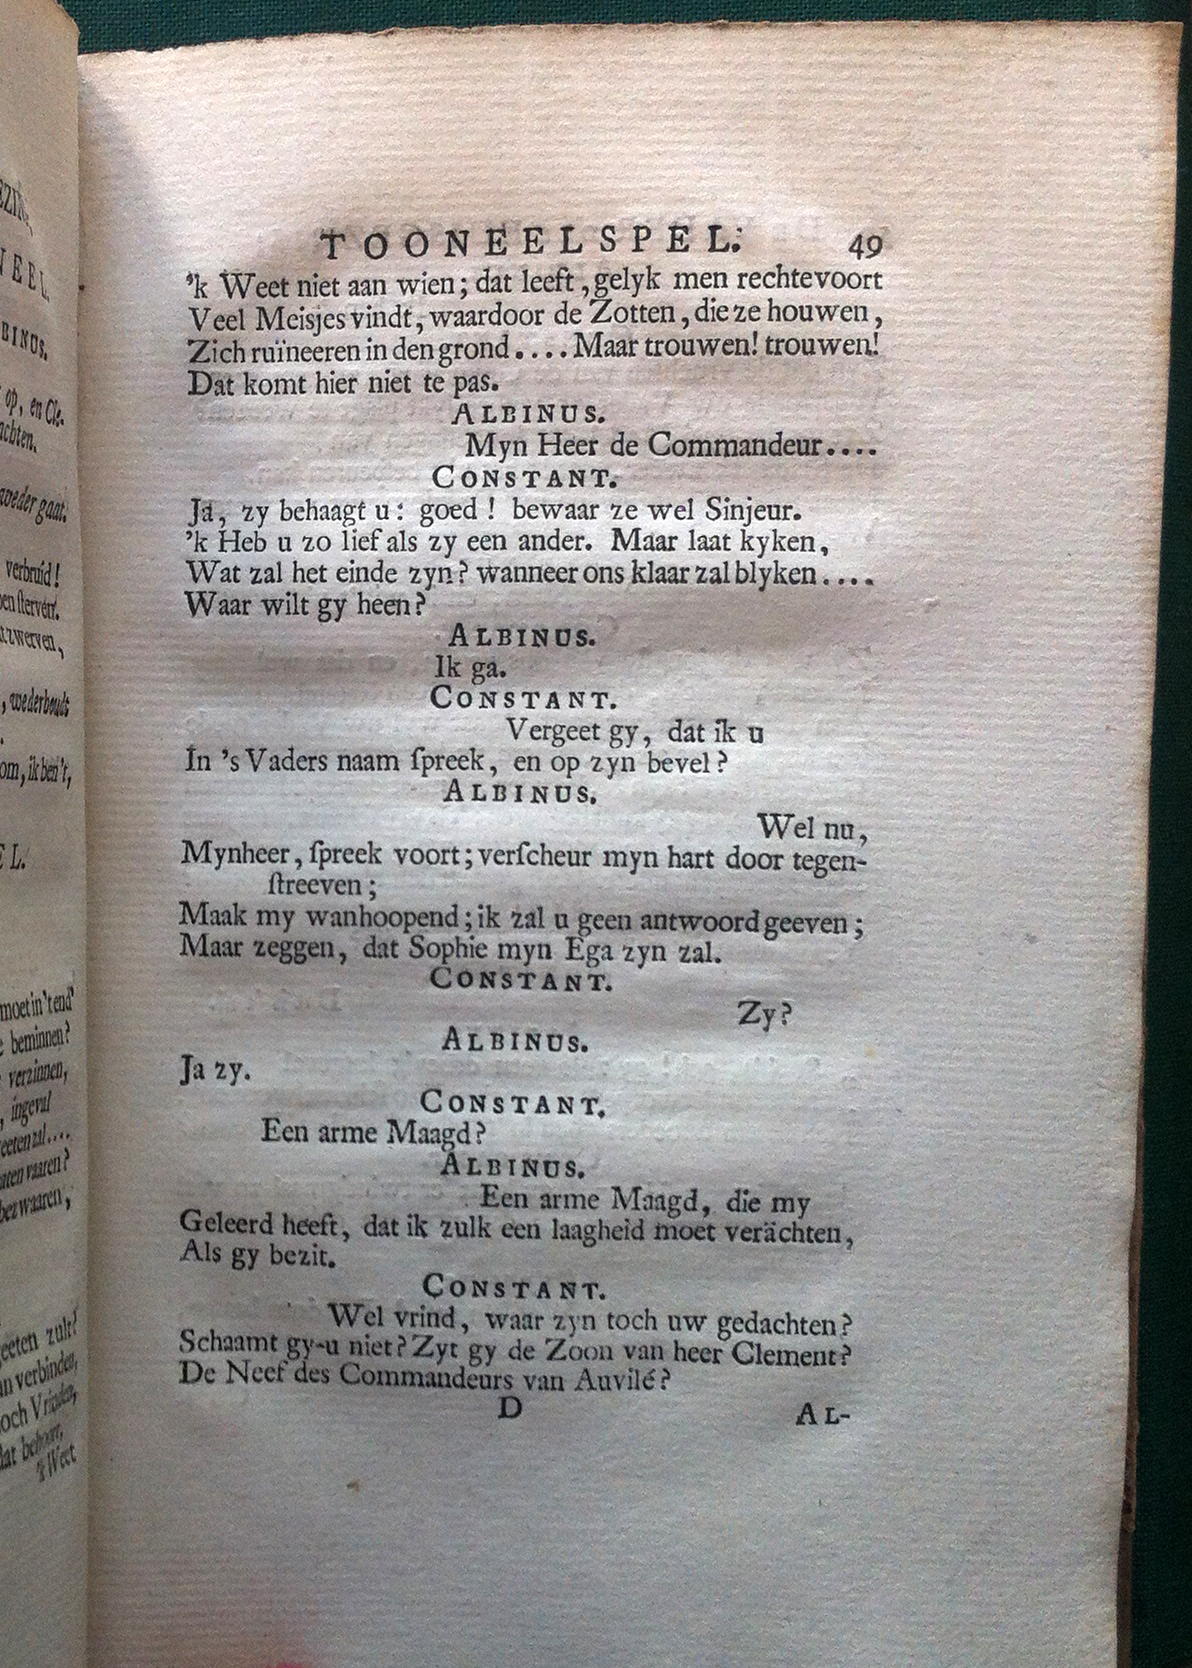 TOONEELSPEL. 49
'k Weet niet aan wien; dat leeft, gelyk men rechtevoort
Veel Meisjes vindt, waardoor de Zotten, die ze houwen,
Zich ruïneeren in den grond.... Maar trouwen! trouwen!
Dat komt hier niet te pas.
ALBINUS.
Myn Heer de Commandeur....
CONSTANT.
Ja, zy behaagt u: goed! bewaar ze wel Sinjeur.
'k Heb u zo lief als zy een ander. Maar laat kyken,
Wat zal het einde zyn? wanneer ons klaar zal blyken....
Waar wilt gy heen?
ALBINUS.
Ik ga.
CONSTANT.
Vergeet gy, dat ik u
In 's Vaders naam ſpreek, en op zyn bevel?
ALBINUS.
Wel nu,
Mynheer, ſpreek voort; verſcheur myn hart door tegen-
ſtreeven;
Maak my wanhoopend; ik zal u geen antwoord geeven;
Maar zeggen, dat Sophie myn Ega zyn zal.
CONSTANT.
Zy?
ALBINUS.
Ja zy.
CONSTANT.
Een arme Maagd?
ALBINUS.
Een arme Maagd, die my
Geleerd heeft, dat ik zulk een laagheid moet verächten,
Als gy bezit.
CONSTANT.
Wel vrind, waar zyn toch uw gedachten?
Schaamt gy-u niet? Zyt gy de Zoon van heer Clement?
De Neef des Commandeurs van Auvilé?
D AL-